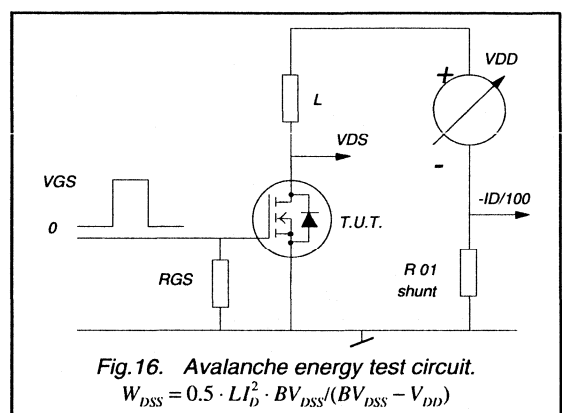 +
VDD
L
VDS
-
VGS
-ID/100
0
T.U.T.
RGS
R 01
shunt
Fig.16. Avalanche energy test circuit.
W_DSS = 0.5 · LI_D^2 · BV_DSS/(BV_DSS − V_DD)